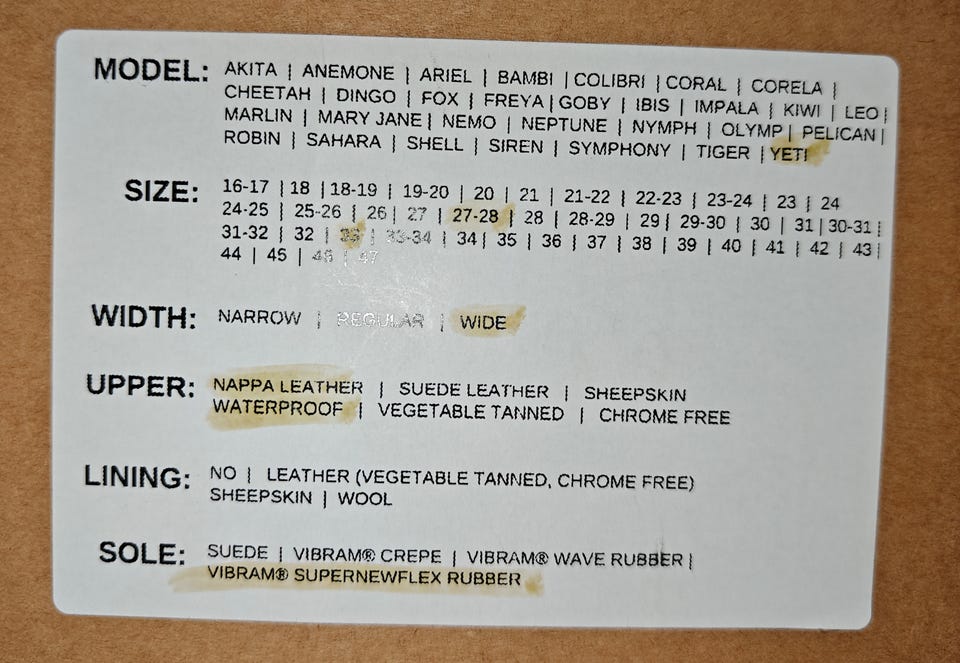 MODEL: AKITA | ANEMONE | ARIEL | BAMBI | COLIBRI | CORAL | CORELA |
CHEETAH | DINGO | FOX | FREYA | GOBY | IBIS | IMPALA | KIWI | LEO |
MARLIN | MARY JANE | NEMO | NEPTUNE | NYMPH | OLYMP | PELICAN |
ROBIN | SAHARA | SHELL | SIREN | SYMPHONY | TIGER | YETI
SIZE: 16-17 | 18 | 18-19 | 19-20 | 20 | 21 | 21-22 | 22-23 | 23-24 | 23 | 24
24-25 | 25-26 | 26 | 27 | 27-28 | 28 | 28-29 | 29 | 29-30 | 30 | 31 | 30-31 |
31-32 | 32 | 33 | 33-34 | 34 | 35 | 36 | 37 | 38 | 39 | 40 | 41 | 42 | 43 |
44 | 45 | 46 | 47
WIDTH: NARROW | REGULAR | WIDE
UPPER: NAPPA LEATHER | SUEDE LEATHER | SHEEPSKIN
WATERPROOF | VEGETABLE TANNED | CHROME FREE
LINING: NO | LEATHER (VEGETABLE TANNED, CHROME FREE)
SHEEPSKIN | WOOL
SOLE: SUEDE | VIBRAM® CREPE | VIBRAM® WAVE RUBBER |
VIBRAM® SUPERNEWFLEX RUBBER